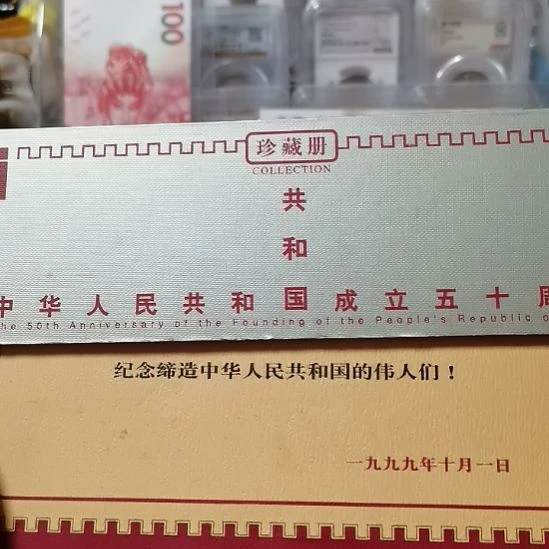 100
珍藏册
COLLECTION
共
和
中华人民共和国成立五十周
he 50th Anniversary of the Founding of the People's Republic o
纪念缔造中华人民共和国的伟人们！
一九九九年十月一日